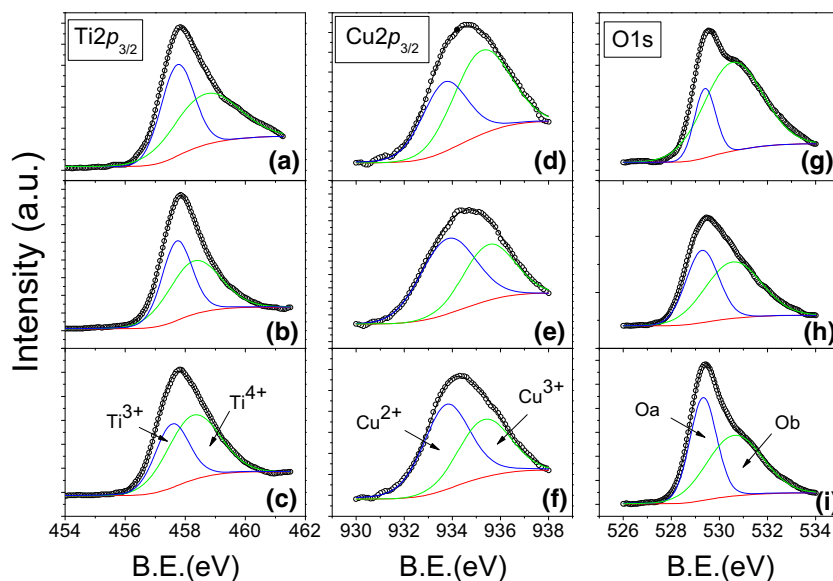 Intensity (a.u.)
Ti2p3/2
Cu2p3/2
O1s
(a)
(d)
(g)
(b)
(e)
(h)
Ti3+
Ti4+
Cu2+
Cu3+
Oa
Ob
(c)
(f)
(i)
454 456 458 460 462
930 932 934 936 938
526 528 530 532 534
B.E.(eV)
B.E.(eV)
B.E.(eV)